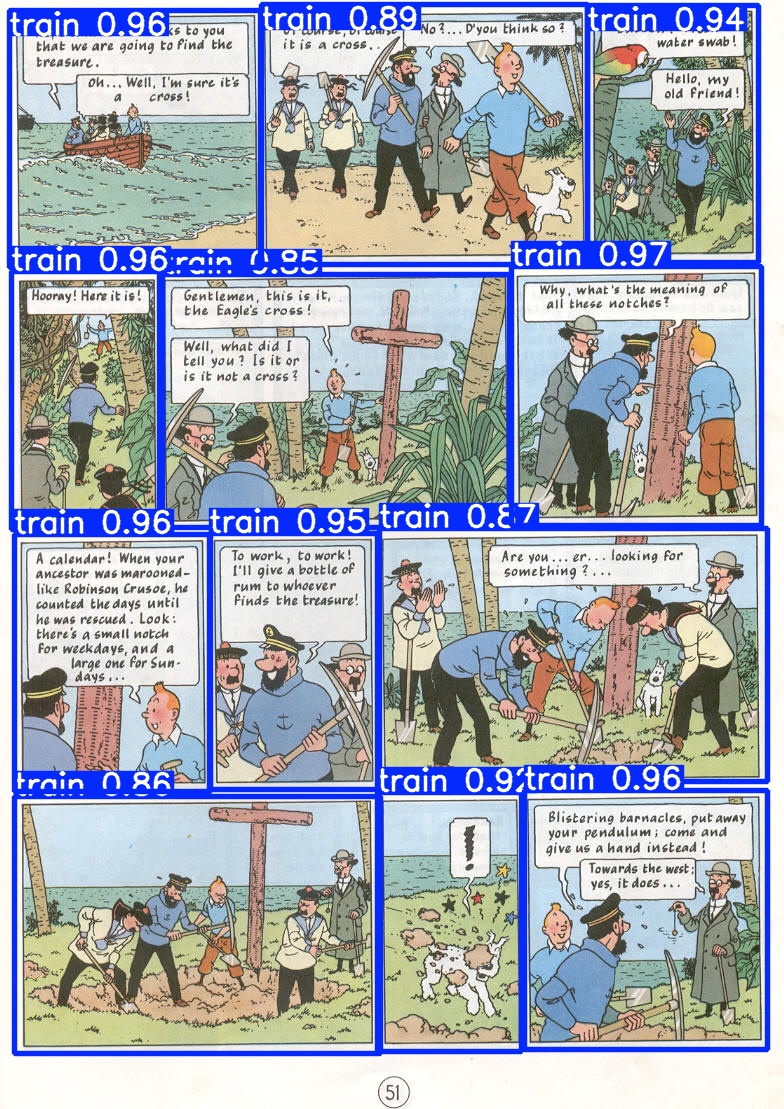 train 0.96
ks to you
that we are going to find the
treasure.
Oh... Well, I'm sure it's
a cross!
train 0.89
Of course, of course
it is a cross..
No?... D'you think so?
train 0.94
water swab!
Hello, my
old friend!
train 0.96
Hooray! Here it is!
train 0.85
Gentlemen, this is it,
the Eagle's cross!
Well, what did I
tell you? Is it or
is it not a cross?
train 0.97
Why, what's the meaning of
all these notches?
train 0.96
A calendar! When your
ancestor was marooned-
like Robinson Crusoe, he
counted the days until
he was rescued. Look:
there's a small notch
for weekdays, and a
large one for Sun-
days...
train 0.95
To work, to work!
I'll give a bottle of
rum to whoever
finds the treasure!
train 0.87
Are you... er... looking for
something?...
train 0.86
train 0.92
!
train 0.96
Blistering barnacles, put away
your pendulum; come and
give us a hand instead!
Towards the west;
yes, it does...
51